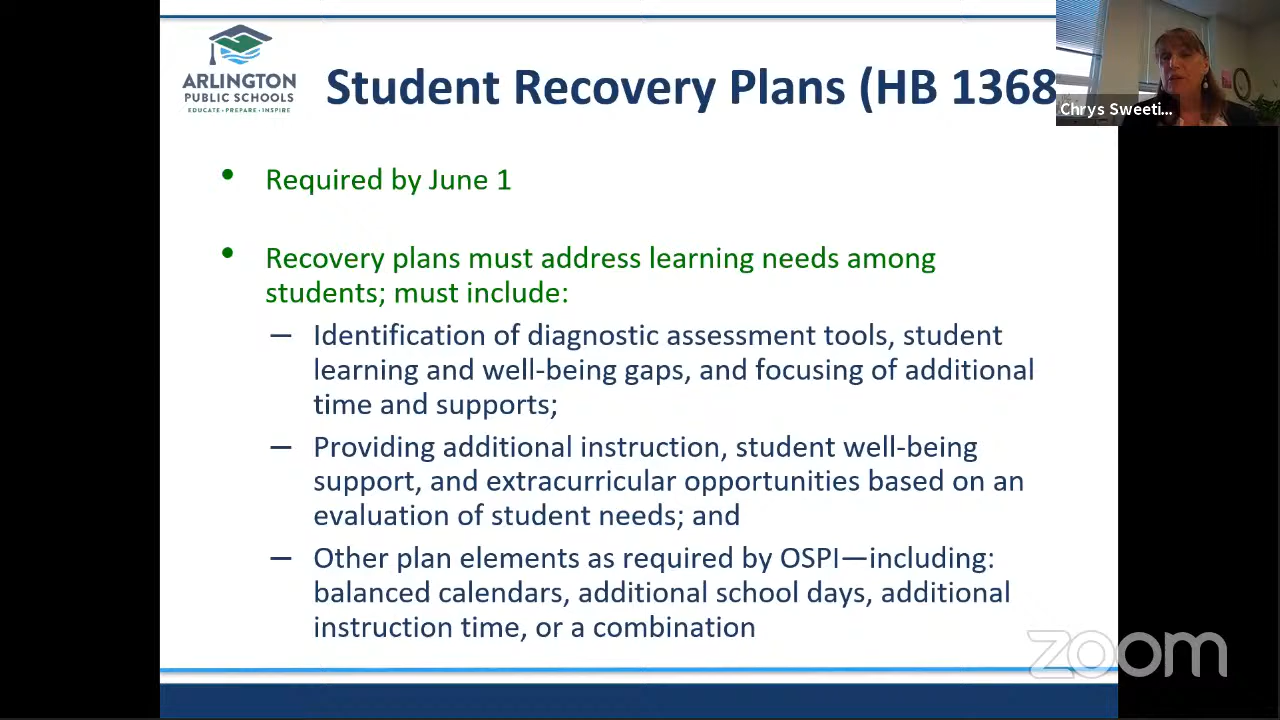 ARLINGTON
PUBLIC SCHOOLS
EDUCATE • PREPARE • INSPIRE
Student Recovery Plans (HB 1368
Chrys Sweeti...
• Required by June 1
• Recovery plans must address learning needs among
students; must include:
— Identification of diagnostic assessment tools, student
learning and well-being gaps, and focusing of additional
time and supports;
— Providing additional instruction, student well-being
support, and extracurricular opportunities based on an
evaluation of student needs; and
— Other plan elements as required by OSPI—including:
balanced calendars, additional school days, additional
instruction time, or a combination
zoom